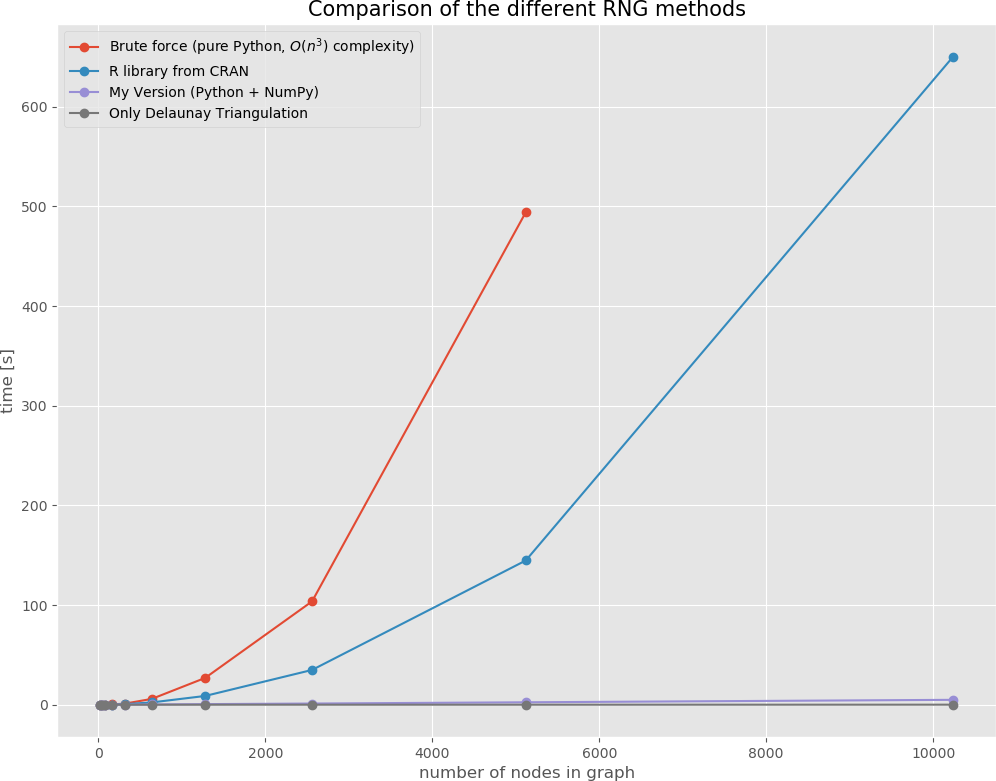 Comparison of the different RNG methods
Brute force (pure Python, O(n³) complexity)
R library from CRAN
My Version (Python + NumPy)
Only Delaunay Triangulation
600
500
400
300
200
100
0
time [s]
0 2000 4000 6000 8000 10000
number of nodes in graph